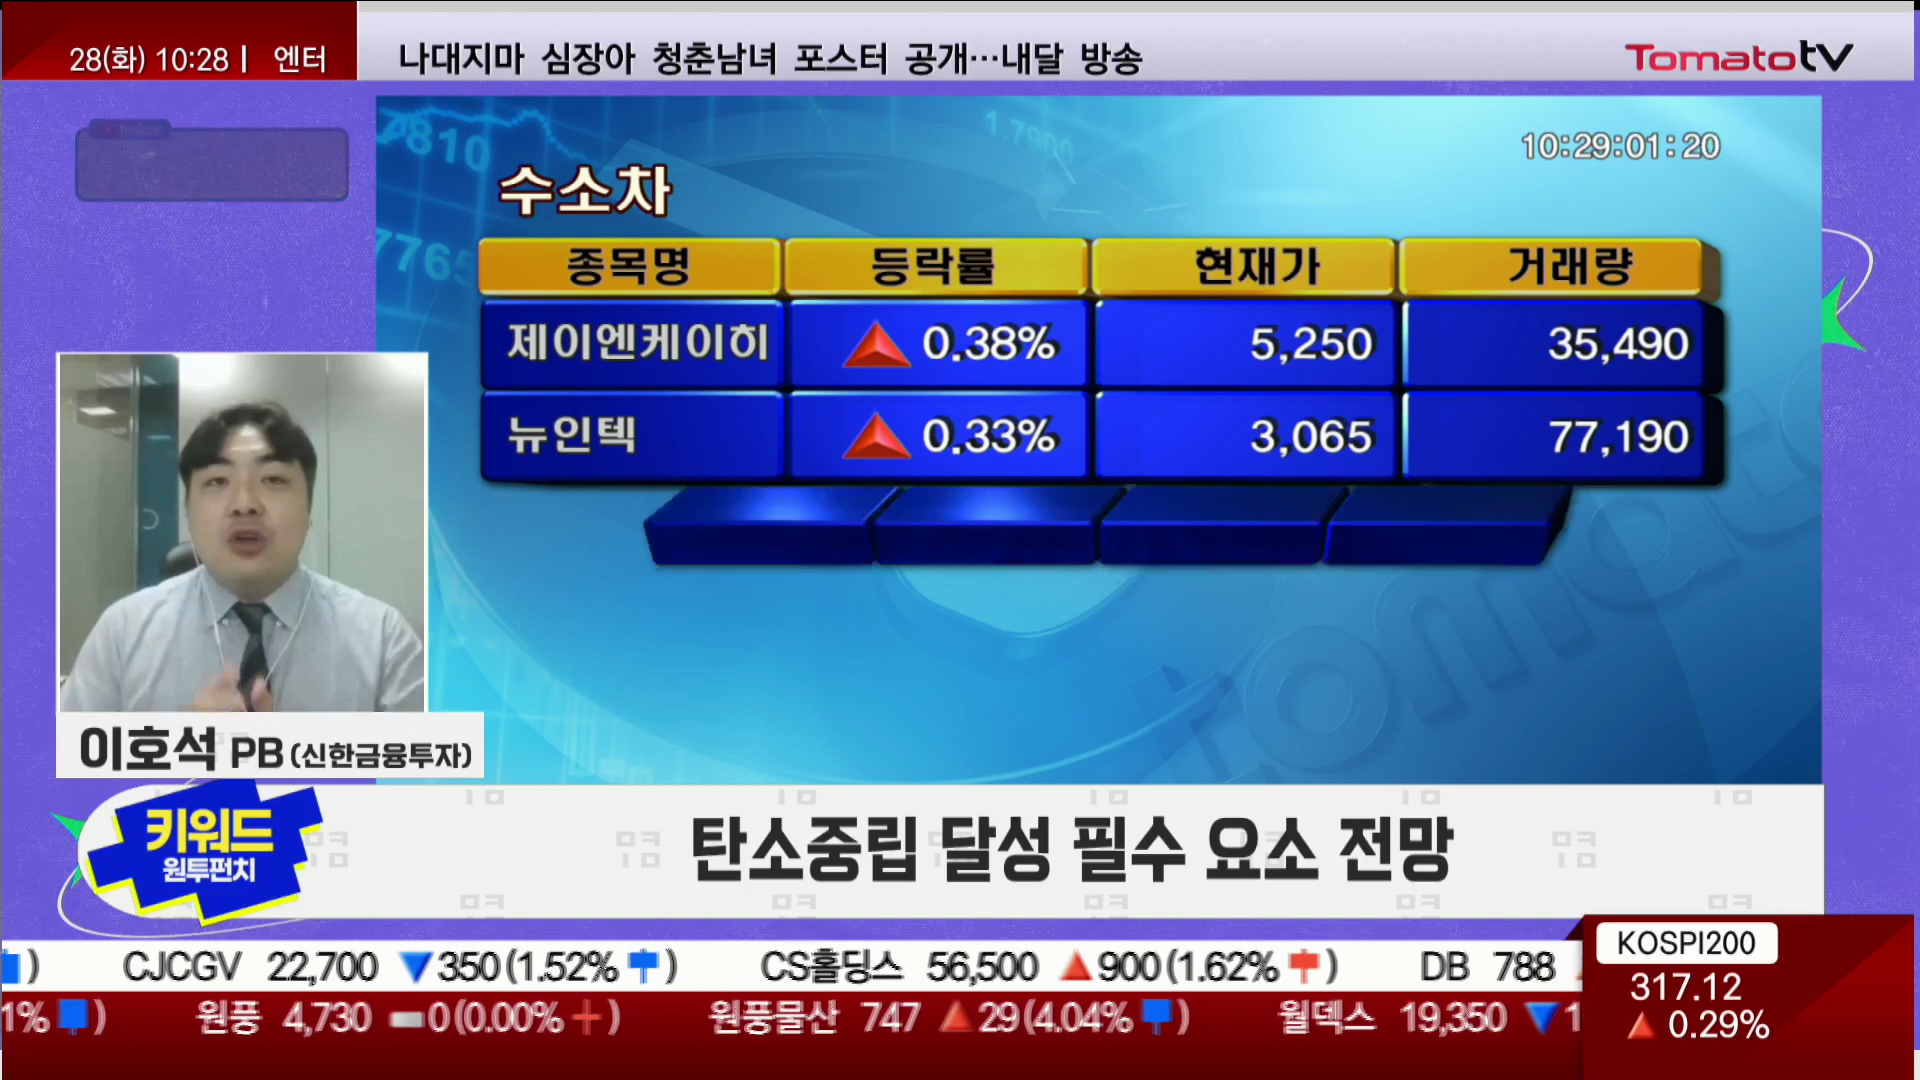 28(화) 10:28 | 엔터
나대지마 심장아 청춘남녀 포스터 공개…내달 방송
Tomato tV
10:29:01:20
수소차
종목명 등락률 현재가 거래량
제이엔케이히 ▲ 0.38% 5,250 35,490
뉴인텍 ▲ 0.33% 3,065 77,190
이호석 PB (신한금융투자)
키워드
원투펀치
탄소중립 달성 필수 요소 전망
) CJCGV 22,700 ▼350(1.52% ) CS홀딩스 56,500 ▲900(1.62% ) DB 788
1% ) 원풍 4,730 0(0.00% ) 원풍물산 747 ▲29(4.04% ) 월덱스 19,350 ▼1
KOSPI200
317.12
▲ 0.29%